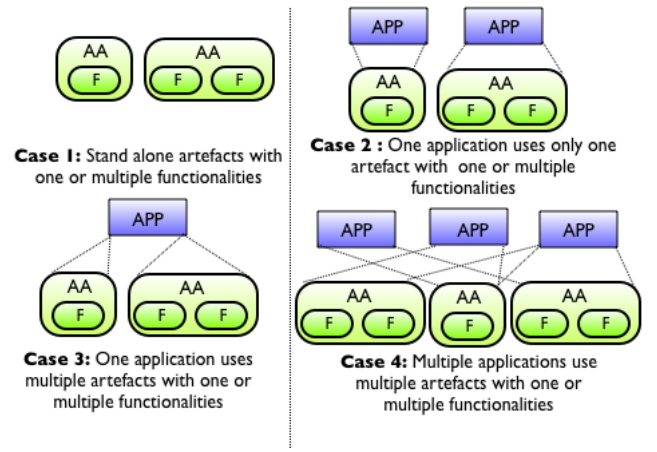 AA AA
F F F
Case 1: Stand alone artefacts with
one or multiple functionalities
APP APP
AA AA
F F F
Case 2 : One application uses only one
artefact with one or multiple
functionalities
APP
AA AA
F F F
Case 3: One application uses
multiple artefacts with one or
multiple functionalities
APP APP APP
AA AA AA
F F F F F
Case 4: Multiple applications use
multiple artefacts with one or
multiple functionalities